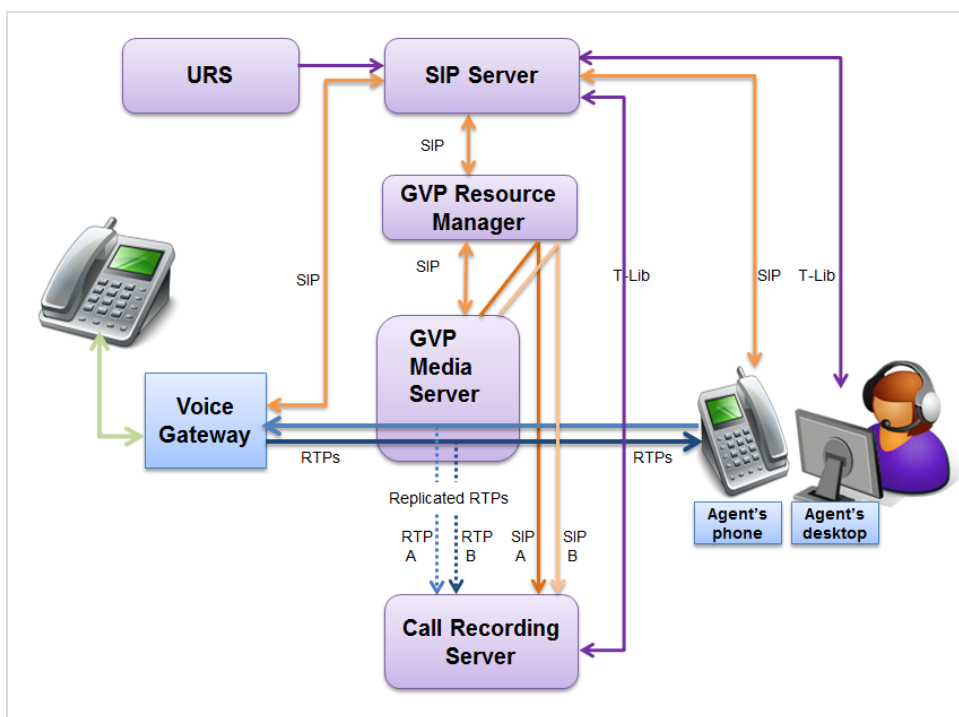 URS
SIP Server
SIP
GVP Resource
Manager
SIP
SIP
T-Lib
SIP
T-Lib
GVP
Media
Server
Voice
Gateway
RTPs
RTPs
Replicated RTPs
Agent's
phone
Agent's
desktop
RTP
A
RTP
B
SIP
A
SIP
B
Call Recording
Server